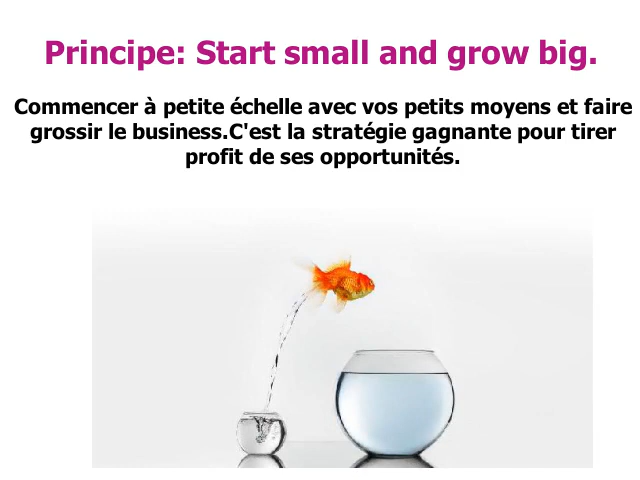 Principe: Start small and grow big.
Commencer à petite échelle avec vos petits moyens et faire
grossir le business.C'est la stratégie gagnante pour tirer
profit de ses opportunités.